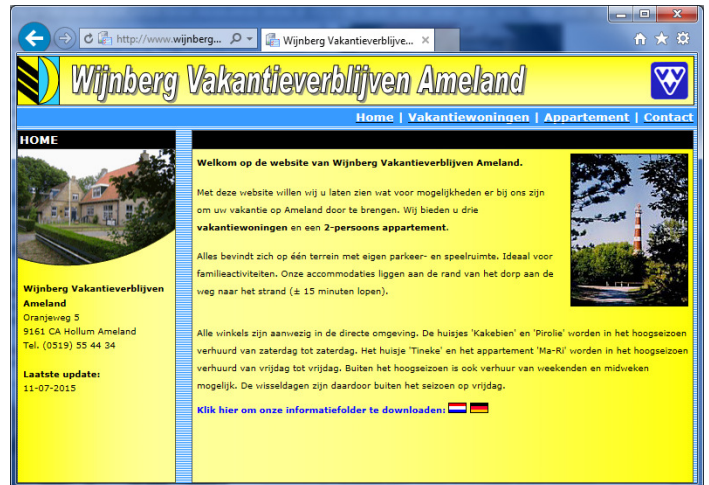 http://www.wijnberg...
Wijnberg Vakantieverblijve...
Wijnberg Vakantieverblijven Ameland
VVV
Home | Vakantiewoningen | Appartement | Contact
HOME
Wijnberg Vakantieverblijven
Ameland
Oranjeweg 5
9161 CA Hollum Ameland
Tel. (0519) 55 44 34
Laatste update:
11-07-2015
Welkom op de website van Wijnberg Vakantieverblijven Ameland.
Met deze website willen wij u laten zien wat voor mogelijkheden er bij ons zijn
om uw vakantie op Ameland door te brengen. Wij bieden u drie
vakantiewoningen en een 2-persoons appartement.
Alles bevindt zich op één terrein met eigen parkeer- en speelruimte. Ideaal voor
familieactiviteiten. Onze accommodaties liggen aan de rand van het dorp aan de
weg naar het strand (± 15 minuten lopen).
Alle winkels zijn aanwezig in de directe omgeving. De huisjes 'Kakebien' en 'Pirolie' worden in het hoogseizoen
verhuurd van zaterdag tot zaterdag. Het huisje 'Tineke' en het appartement 'Ma-Ri' worden in het hoogseizoen
verhuurd van vrijdag tot vrijdag. Buiten het hoogseizoen is ook verhuur van weekenden en midweken
mogelijk. De wisseldagen zijn daardoor buiten het seizoen op vrijdag.
Klik hier om onze informatiefolder te downloaden: